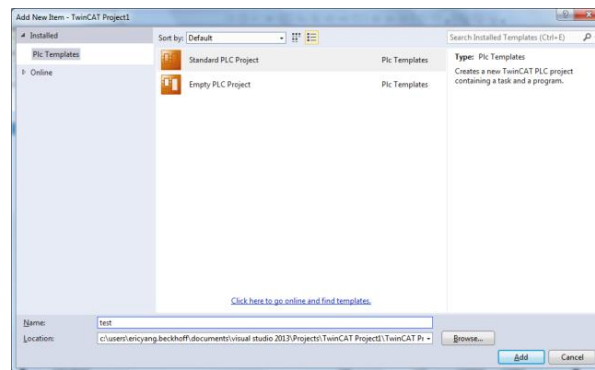 Add New Item - TwinCAT Project1
Installed
Sort by: Default
Search Installed Templates (Ctrl+E)
Plc Templates
Online
Standard PLC Project Plc Templates
Empty PLC Project Plc Templates
Type: Plc Templates
Creates a new TwinCAT PLC project
containing a task and a program.
Click here to go online and find templates.
Name: test
Location: c:\users\ericyang.beckhoff\documents\visual studio 2013\Projects\TwinCAT Project1\TwinCAT Pr
Browse...
Add Cancel